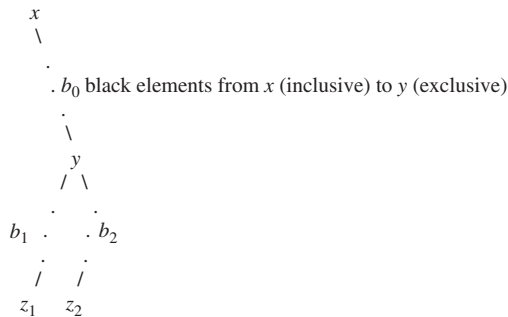 x
\
.
. b₀ black elements from x (inclusive) to y (exclusive)
.
\
y
/ \
. .
b₁ . . b₂
. .
/ /
z₁ z₂